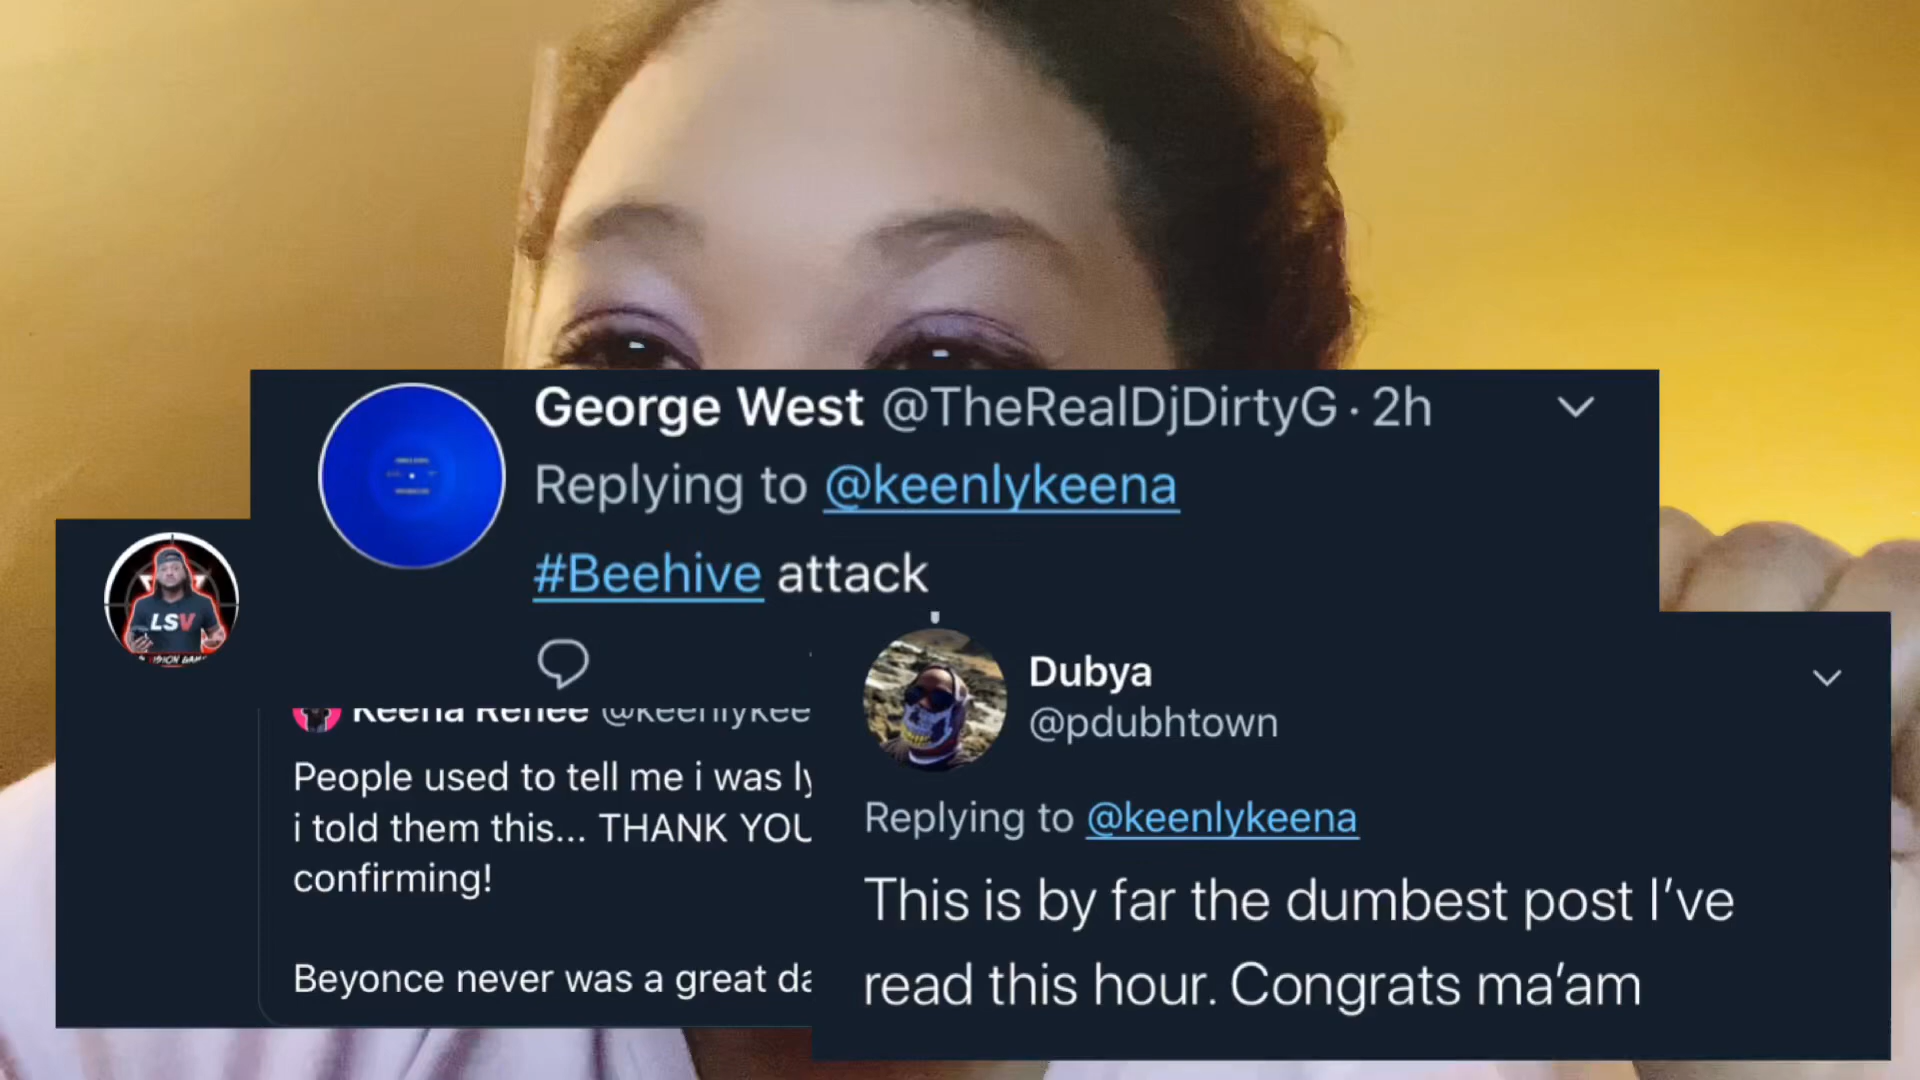 George West @TheRealDjDirtyG · 2h
Replying to @keenlykeena
#Beehive attack
LSV
Keena Renee @keenlykee
People used to tell me i was ly
i told them this... THANK YOU
confirming!
Beyonce never was a great da
Dubya
@pdubhtown
Replying to @keenlykeena
This is by far the dumbest post I've
read this hour. Congrats ma'am